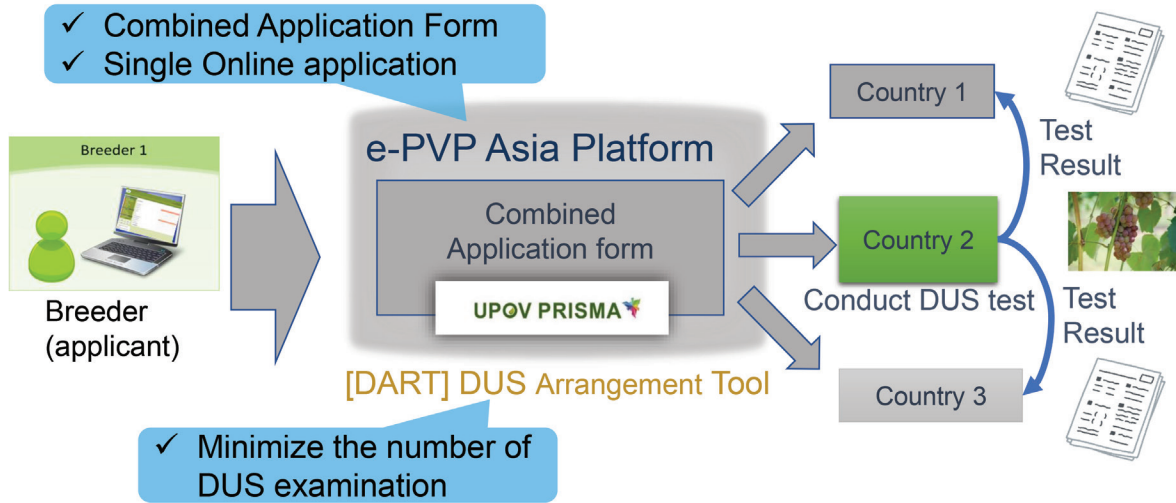 ✓ Combined Application Form
✓ Single Online application
Breeder 1
Breeder
(applicant)
e-PVP Asia Platform
Combined
Application form
UPOV PRISMA
[DART] DUS Arrangement Tool
✓ Minimize the number of
DUS examination
Country 1
Test
Result
Country 2
Conduct DUS test
Test
Result
Country 3